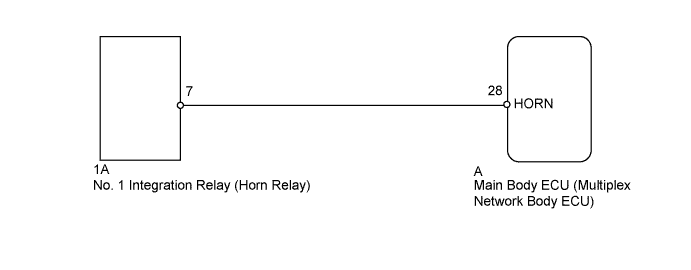 7
28
HORN
1A
No. 1 Integration Relay (Horn Relay)
A
Main Body ECU (Multiplex
Network Body ECU)